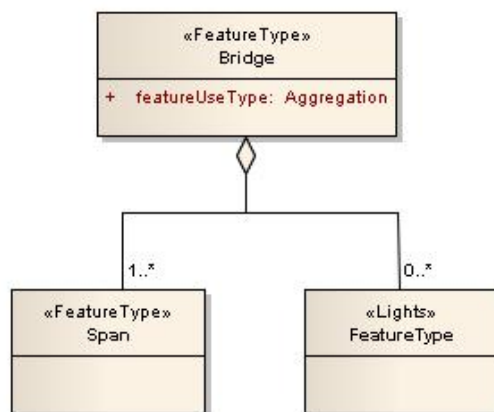 «FeatureType»
Bridge
+ featureUseType: Aggregation
1..*
0..*
«FeatureType»
Span
«Lights»
FeatureType